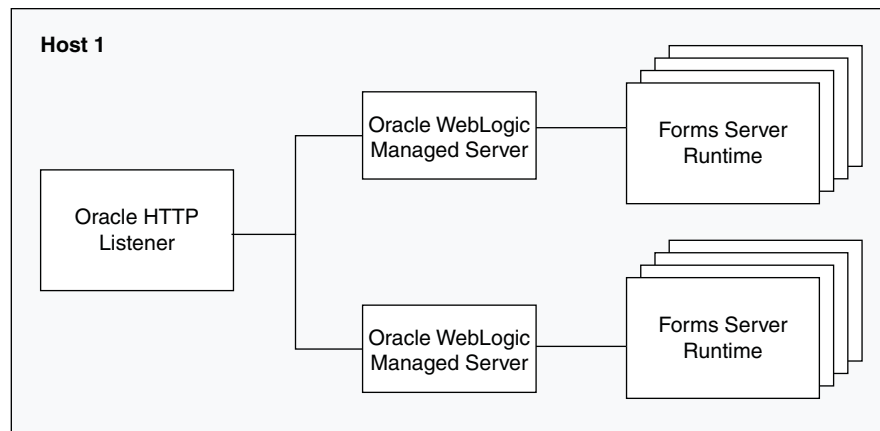 Host 1
Oracle HTTP
Listener
Oracle WebLogic
Managed Server
Forms Server
Runtime
Oracle WebLogic
Managed Server
Forms Server
Runtime